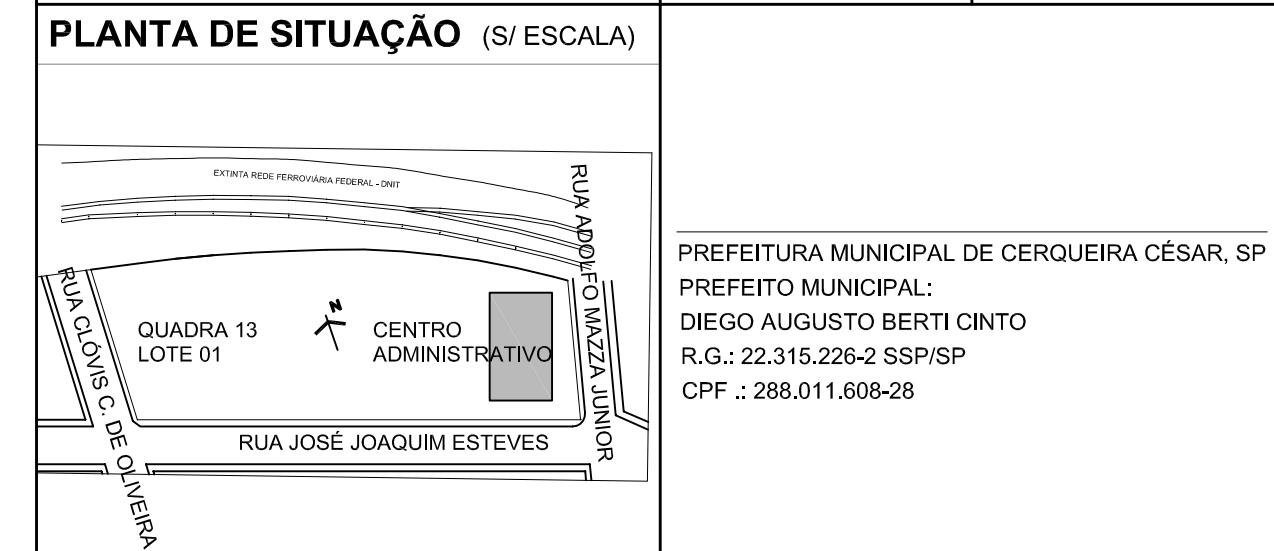 PLANTA DE SITUAÇÃO (S/ ESCALA)
EXTINTA REDE FERROVIÁRIA FEDERAL - DNIT
RUA ADOLFO MAZZA JUNIOR
RUA CLÓVIS C. DE OLIVEIRA
QUADRA 13
LOTE 01
N
CENTRO
ADMINISTRATIVO
RUA JOSÉ JOAQUIM ESTEVES
PREFEITURA MUNICIPAL DE CERQUEIRA CÉSAR, SP
PREFEITO MUNICIPAL:
DIEGO AUGUSTO BERTI CINTO
R.G.: 22.315.226-2 SSP/SP
CPF .: 288.011.608-28